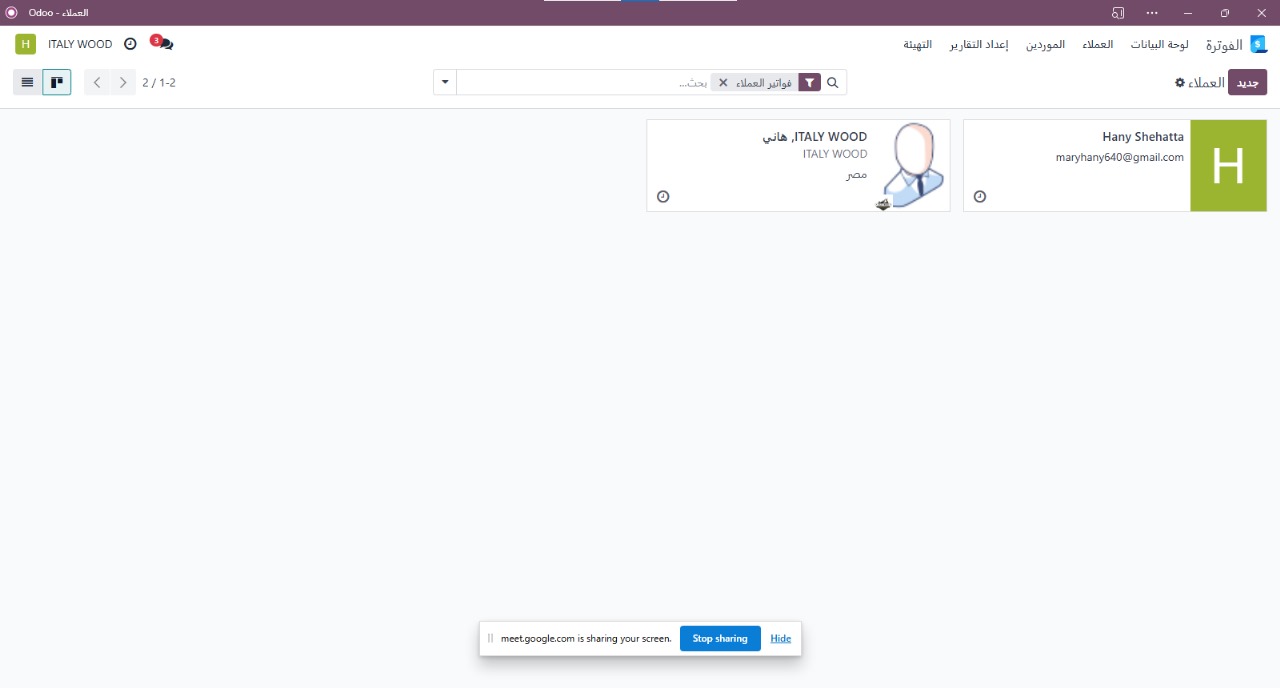 Odoo - العملاء
الفوترة لوحة البيانات العملاء الموردين إعداد التقارير التهيئة
3 ITALY WOOD H
جديد العملاء
فواتير العملاء بحث...
1-2 / 2
H
Hany Shehatta
maryhany640@gmail.com
ITALY WOOD, هاني
ITALY WOOD
مصر
meet.google.com is sharing your screen. Stop sharing Hide